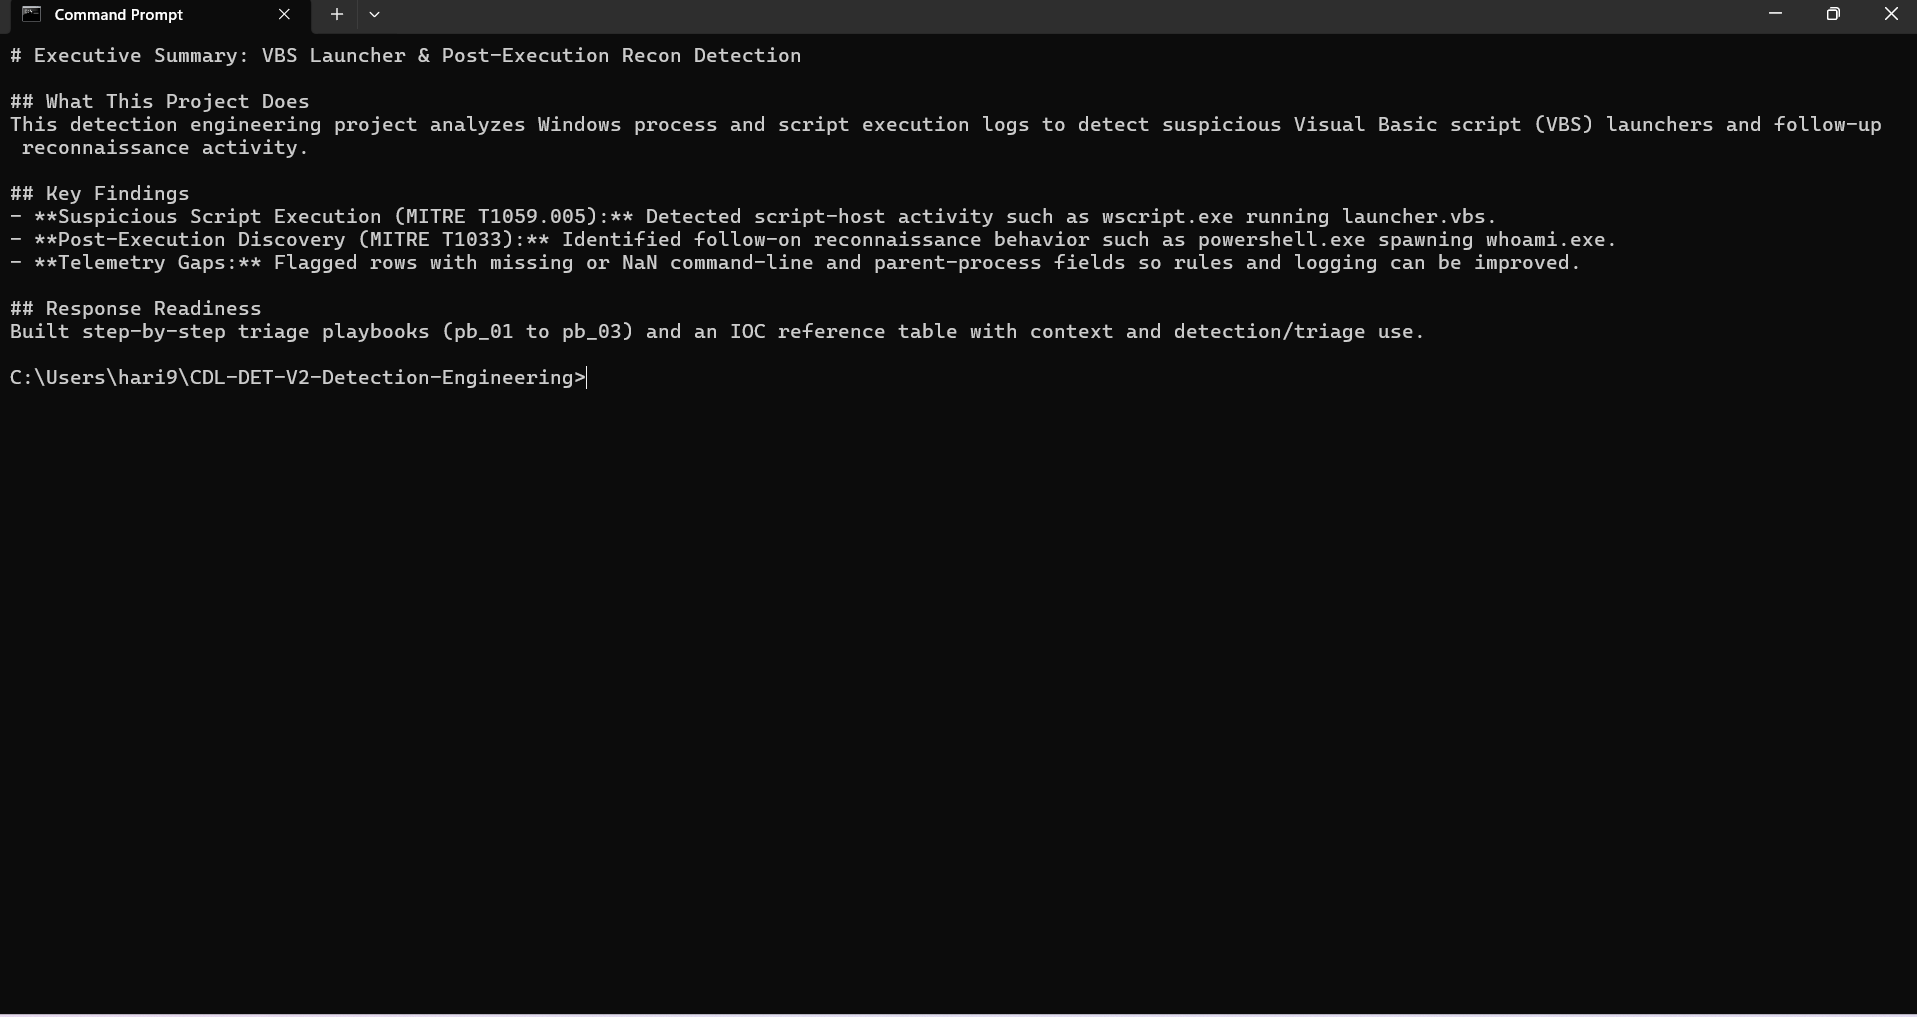 Command Prompt
# Executive Summary: VBS Launcher & Post-Execution Recon Detection
## What This Project Does
This detection engineering project analyzes Windows process and script execution logs to detect suspicious Visual Basic script (VBS) launchers and follow-up
reconnaissance activity.
## Key Findings
- **Suspicious Script Execution (MITRE T1059.005):** Detected script-host activity such as wscript.exe running launcher.vbs.
- **Post-Execution Discovery (MITRE T1033):** Identified follow-on reconnaissance behavior such as powershell.exe spawning whoami.exe.
- **Telemetry Gaps:** Flagged rows with missing or NaN command-line and parent-process fields so rules and logging can be improved.
## Response Readiness
Built step-by-step triage playbooks (pb_01 to pb_03) and an IOC reference table with context and detection/triage use.
C:\Users\hari9\CDL-DET-V2-Detection-Engineering>